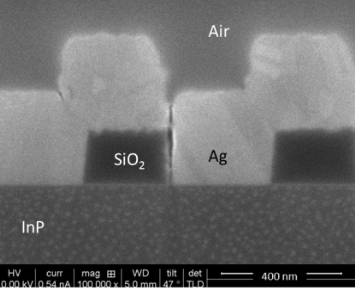 Air
SiO₂
Ag
InP
HV curr mag ⊞ WD tilt det
0.00 kV 0.54 nA 100 000 x 5.0 mm 47 ° TLD 400 nm